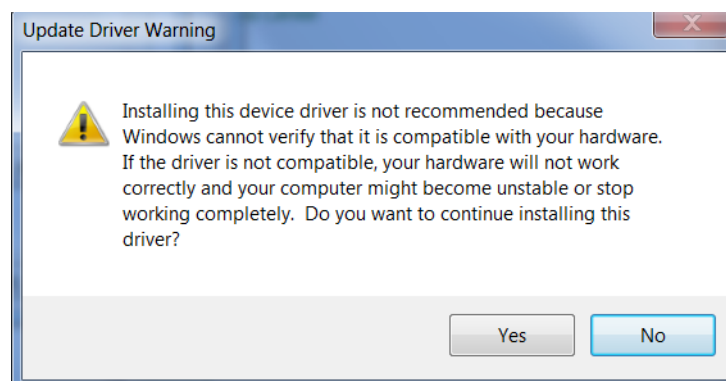 Update Driver Warning
Installing this device driver is not recommended because
Windows cannot verify that it is compatible with your hardware.
If the driver is not compatible, your hardware will not work
correctly and your computer might become unstable or stop
working completely.  Do you want to continue installing this
driver?
Yes
No